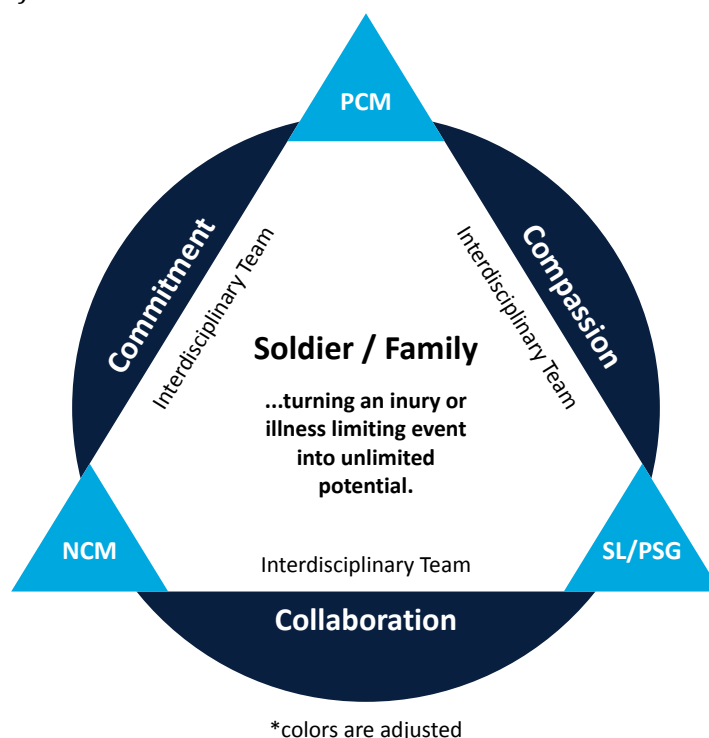 PCM
Commitment
Compassion
Interdisciplinary Team
Interdisciplinary Team
Soldier / Family
...turning an inury or
illness limiting event
into unlimited
potential.
NCM
SL/PSG
Interdisciplinary Team
Collaboration
*colors are adjusted